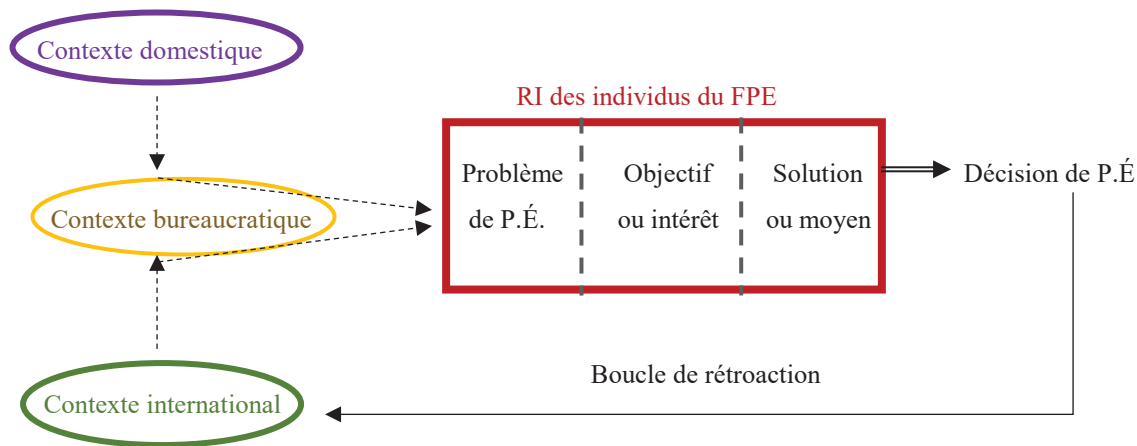 Contexte domestique
RI des individus du FPE
Problème
de P.É.
Objectif
ou intérêt
Solution
ou moyen
Décision de P.É
Contexte bureaucratique
Boucle de rétroaction
Contexte international